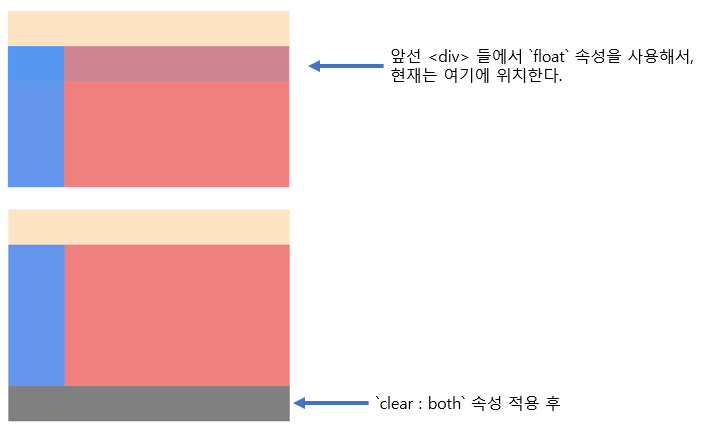 앞선 <div> 들에서 `float` 속성을 사용해서,
현재는 여기에 위치한다.
`clear : both` 속성 적용 후